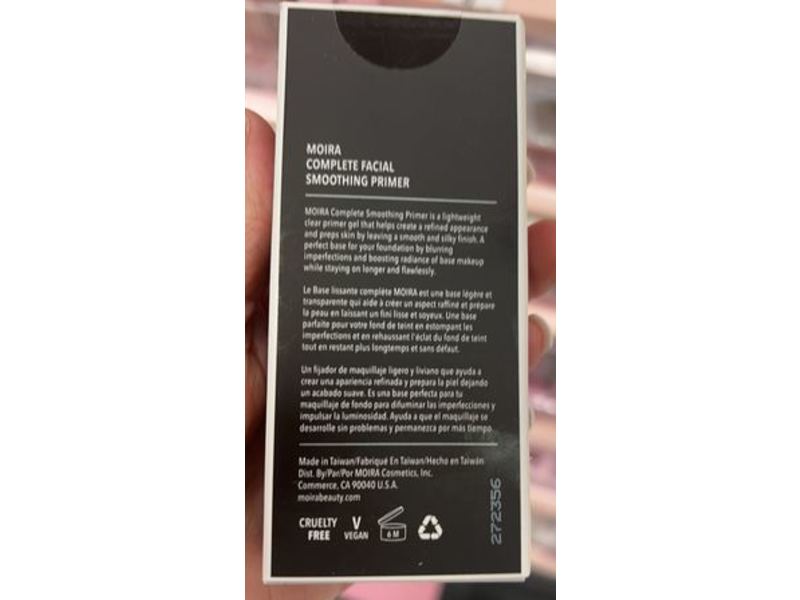 MOIRA
COMPLETE FACIAL
SMOOTHING PRIMER
MOIRA Complete Smoothing Primer is a lightweight
clear primer gel that helps create a refined appearance
and preps skin by leaving a smooth and silky finish. A
perfect base for your foundation by blurring
imperfections and boosting radiance of base makeup
while staying on longer and flawlessly.
Le Base lissante complète MOIRA est une base légère et
transparente qui aide à créer un aspect raffiné et prépare
la peau en laissant un fini lisse et soyeux. Une base
parfaite pour votre fond de teint en estompant les
imperfections et en rehaussant l'éclat du fond de teint
tout en restant plus longtemps et sans défaut.
Un fijador de maquillaje ligero y liviano que ayuda a
crear una apariencia refinada y prepara la piel dejando
un acabado suave. Es una base perfecta para tu
maquillaje de fondo para difuminar las imperfecciones y
impulsar la luminosidad. Ayuda a que el maquillaje se
desarrolle sin problemas y permanezca por más tiempo.
Made in Taiwan/Fabriqué En Taiwan/Hecho en Taiwán
Dist. By/Par/Por MOIRA Cosmetics, Inc.
Commerce, CA 90040 U.S.A.
moirabeauty.com
CRUELTY FREE
V VEGAN
6 M
272356